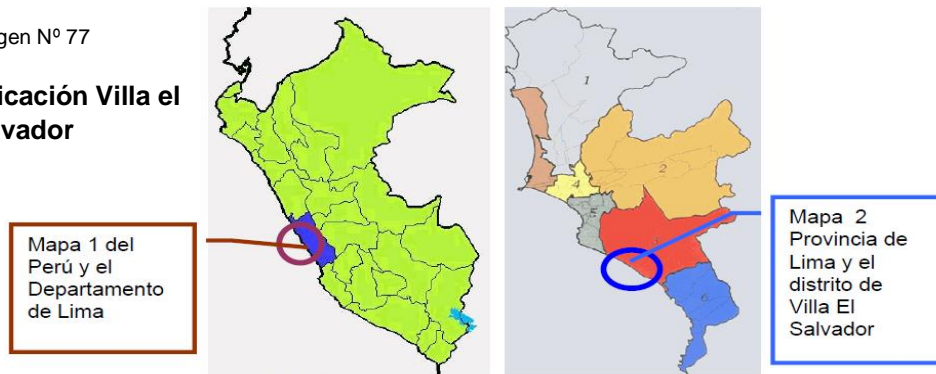 gen Nº 77
icación Villa el
lvador
Mapa 1 del
Perú y el
Departamento
de Lima
1
2
4
5
6
Mapa 2
Provincia de
Lima y el
distrito de
Villa El
Salvador